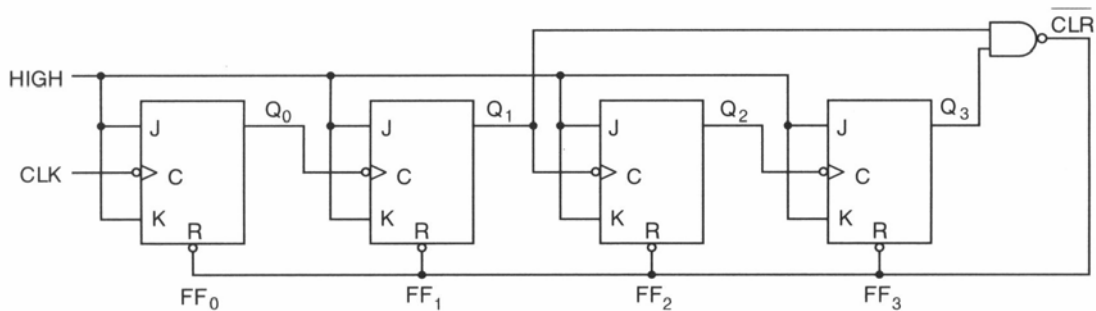 CLR
HIGH
Q₀ Q₁ Q₂ Q₃
J J J J
CLK C C C C
K K K K
R R R R
FF₀ FF₁ FF₂ FF₃